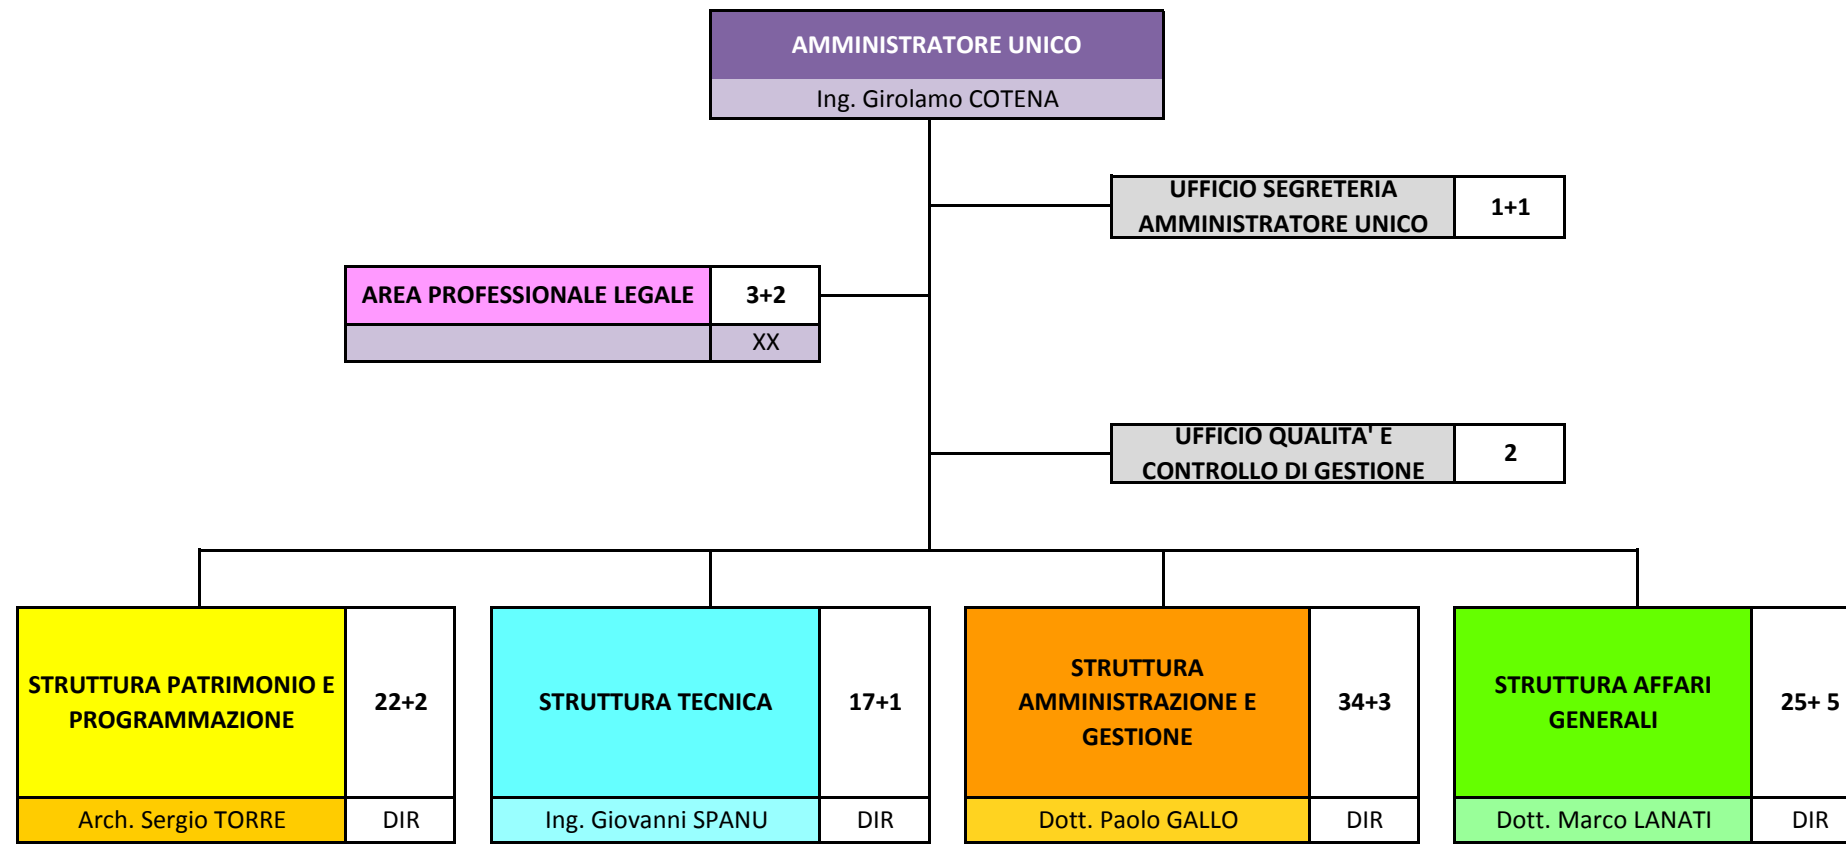 AMMINISTRATORE UNICO
Ing. Girolamo COTENA
UFFICIO SEGRETERIA
AMMINISTRATORE UNICO
1+1
AREA PROFESSIONALE LEGALE
3+2
XX
UFFICIO QUALITA' E
CONTROLLO DI GESTIONE
2
STRUTTURA PATRIMONIO E
PROGRAMMAZIONE
22+2
Arch. Sergio TORRE
DIR
STRUTTURA TECNICA
17+1
Ing. Giovanni SPANU
DIR
STRUTTURA
AMMINISTRAZIONE E
GESTIONE
34+3
Dott. Paolo GALLO
DIR
STRUTTURA AFFARI
GENERALI
25+ 5
Dott. Marco LANATI
DIR